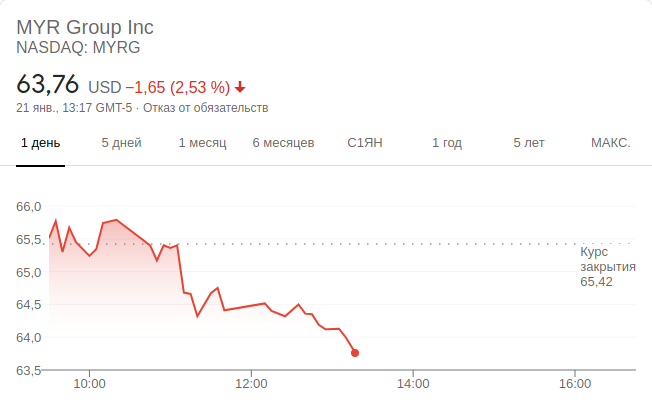 MYR Group Inc
NASDAQ: MYRG
63,76 USD −1,65 (2,53 %)
21 янв., 13:17 GMT-5 · Отказ от обязательств
1 день 5 дней 1 месяц 6 месяцев С1ЯН 1 год 5 лет МАКС.
66,0
65,5
65,0
64,5
64,0
63,5
Курс
закрытия
65,42
10:00 12:00 14:00 16:00